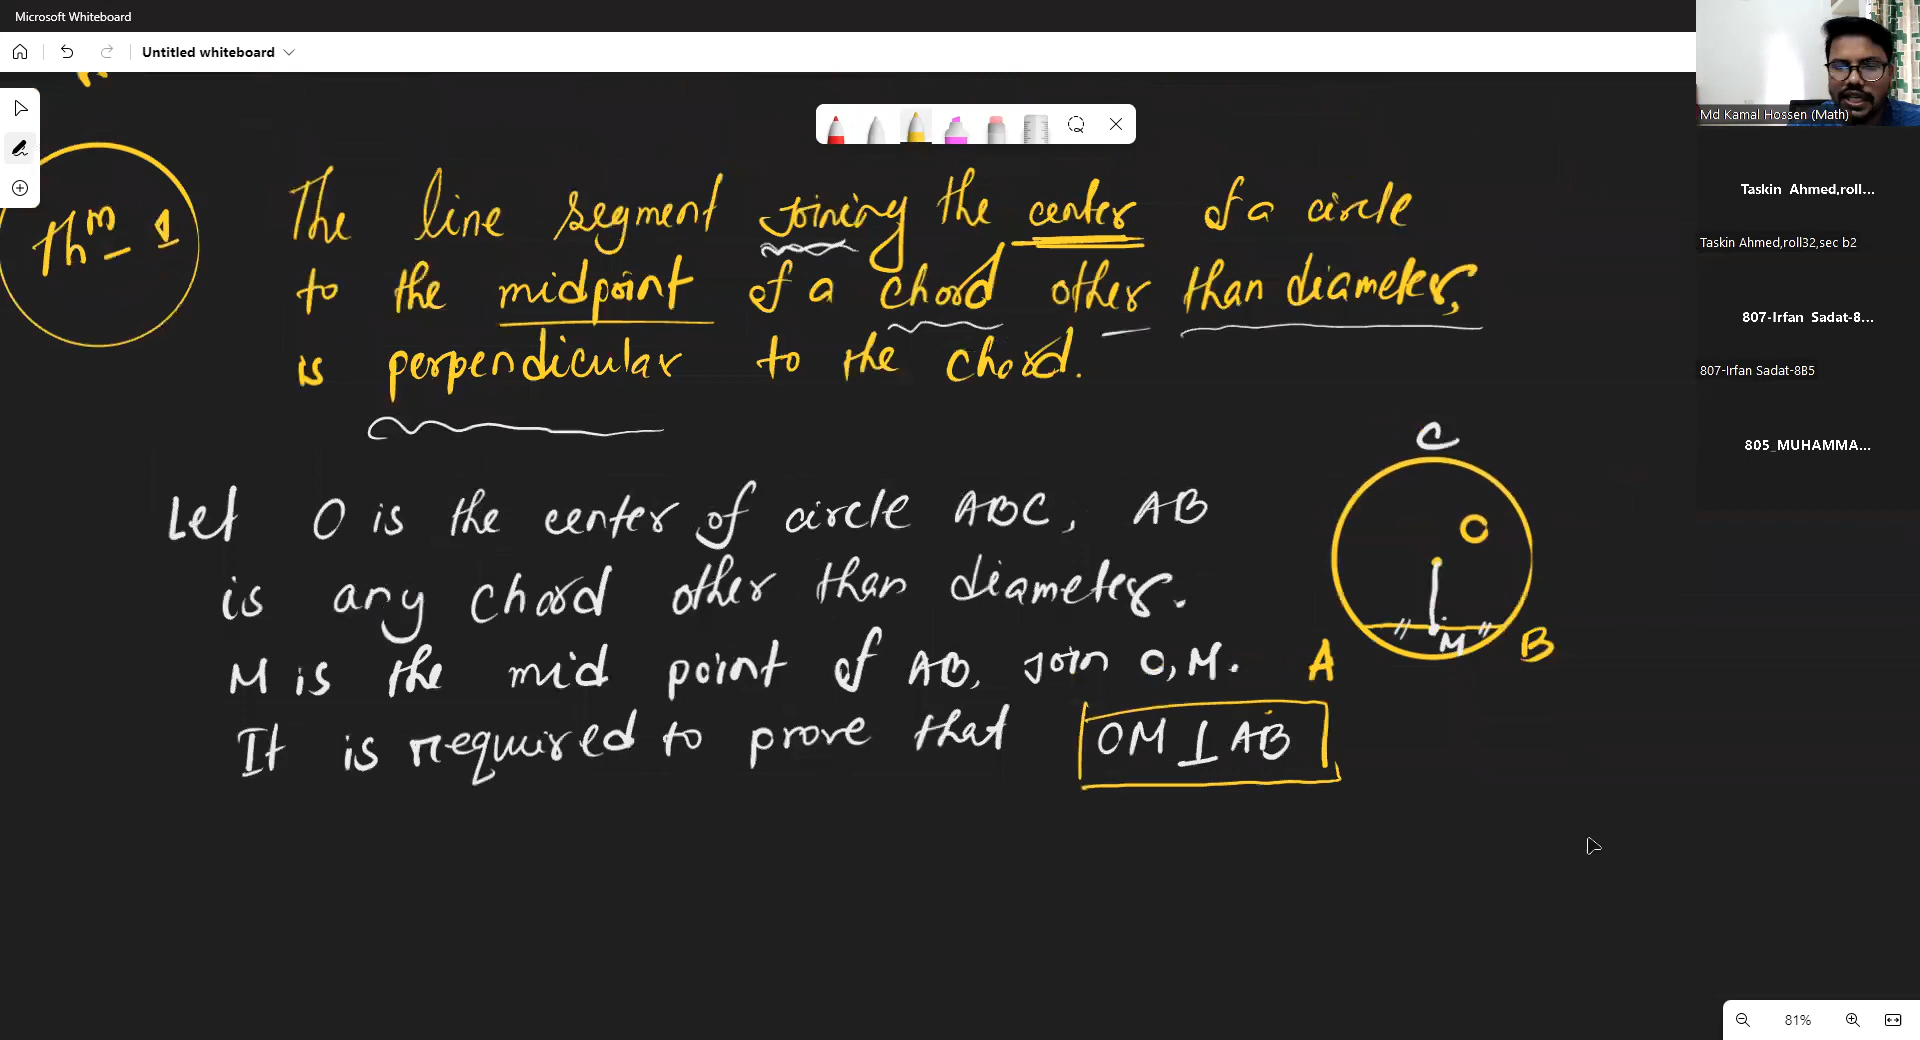 Microsoft Whiteboard
Untitled whiteboard
Md Kamal Hossen (Math)
Taskin Ahmed,roll...
Taskin Ahmed,roll32,sec b2
807-Irfan Sadat-8...
807-Irfan Sadat-8B5
805_MUHAMMA...
Thm - 1
The line segment joining the center of a circle
to the midpoint of a chord other than diameter,
is perpendicular to the chord.
Let O is the center of circle ABC, AB
is any chord other than diameter.
M is the mid point of AB, join O, M.
It is required to prove that OM ⊥ AB
C
O
M
A
B
81%